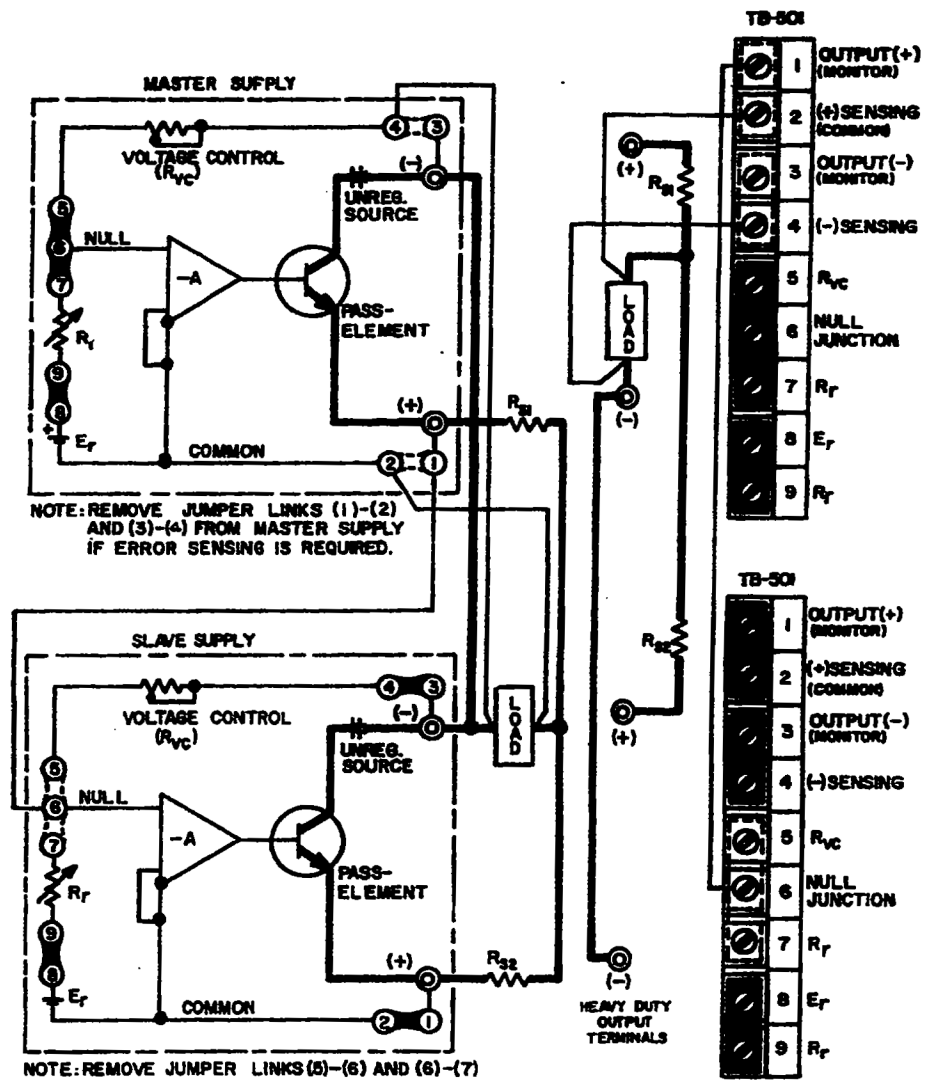 MASTER SUPPLY
4
3
VOLTAGE CONTROL
(RVC)
(-)
UNREG.
SOURCE
5
6
7
NULL
-A
PASS-
ELEMENT
Rr
9
8
+
Er
(+)
RS1
COMMON
2
1
NOTE: REMOVE JUMPER LINKS (1)-(2)
AND (3)-(4) FROM MASTER SUPPLY
IF ERROR SENSING IS REQUIRED.
SLAVE SUPPLY
4
3
VOLTAGE CONTROL
(RVC)
(-)
UNREG.
SOURCE
LOAD
5
6
7
NULL
-A
PASS-
ELEMENT
Rr
9
8
Er
(+)
RS2
COMMON
2
1
NOTE: REMOVE JUMPER LINKS (5)-(6) AND (6)-(7)
(+)
RS1
LOAD
(-)
RS2
(+)
(-)
HEAVY DUTY
OUTPUT
TERMINALS
TB-501
1 OUTPUT(+)
(MONITOR)
2 (+)SENSING
(COMMON)
3 OUTPUT(-)
(MONITOR)
4 (-)SENSING
5 RVC
6 NULL
JUNCTION
7 Rr
8 Er
9 Rr
TB-501
1 OUTPUT(+)
(MONITOR)
2 (+)SENSING
(COMMON)
3 OUTPUT(-)
(MONITOR)
4 (-)SENSING
5 RVC
6 NULL
JUNCTION
7 Rr
8 Er
9 Rr